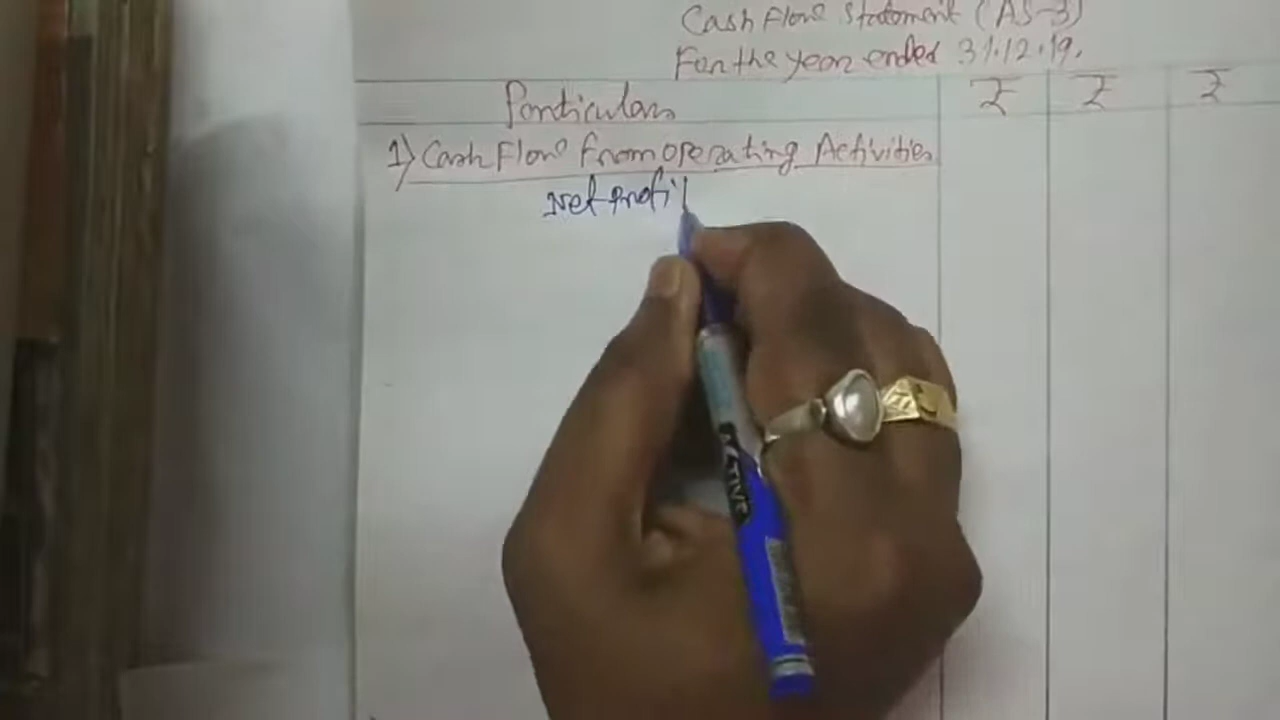 Cash Flow Statement (AS-3)
For the year ended 31.12.19.
Particulars ₹ ₹ ₹
1) Cash Flow from operating Activities
Net profit
ACTIVE